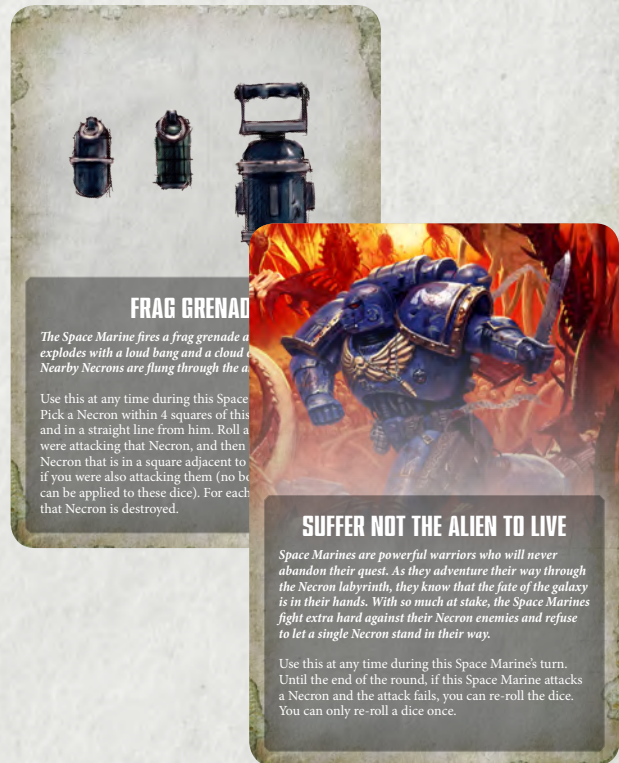 FRAG GRENAD
The Space Marine fires a frag grenade a
explodes with a loud bang and a cloud
Nearby Necrons are flung through the a
Use this at any time during this Space
Pick a Necron within 4 squares of this
and in a straight line from him. Roll a
were attacking that Necron, and then
Necron that is in a square adjacent to
if you were also attacking them (no bo
can be applied to these dice). For each
that Necron is destroyed.
SUFFER NOT THE ALIEN TO LIVE
Space Marines are powerful warriors who will never
abandon their quest. As they adventure their way through
the Necron labyrinth, they know that the fate of the galaxy
is in their hands. With so much at stake, the Space Marines
fight extra hard against their Necron enemies and refuse
to let a single Necron stand in their way.
Use this at any time during this Space Marine's turn.
Until the end of the round, if this Space Marine attacks
a Necron and the attack fails, you can re-roll the dice.
You can only re-roll a dice once.